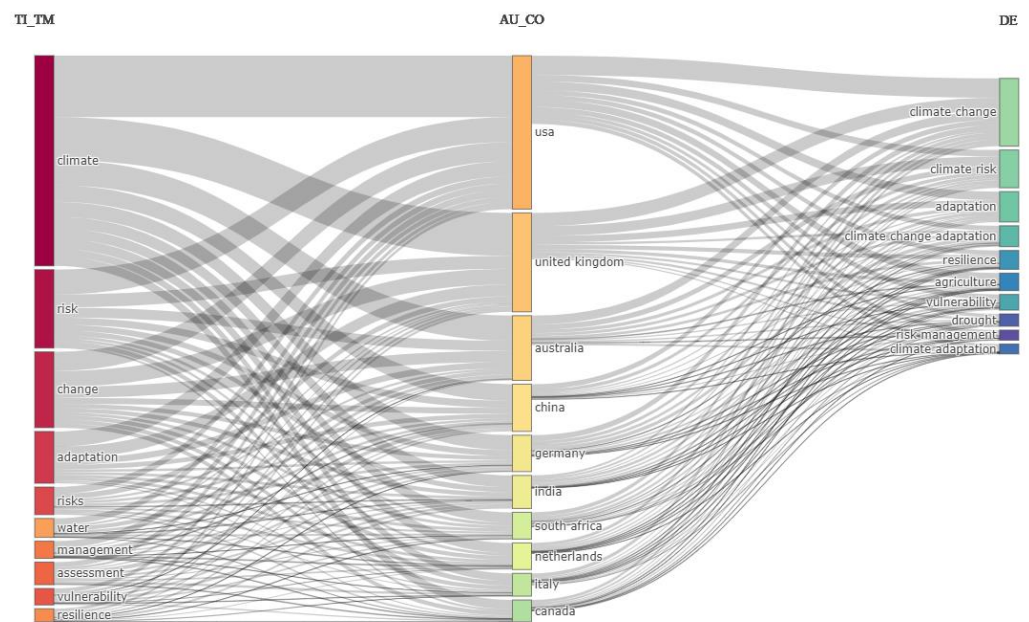 TI_TM
AU_CO
DE
climate
risk
change
adaptation
risks
water
management
assessment
vulnerability
resilience
usa
united kingdom
australia
china
germany
india
south africa
netherlands
italy
canada
climate change
climate risk
adaptation
climate change adaptation
resilience
agriculture
vulnerability
drought
risk management
climate adaptation